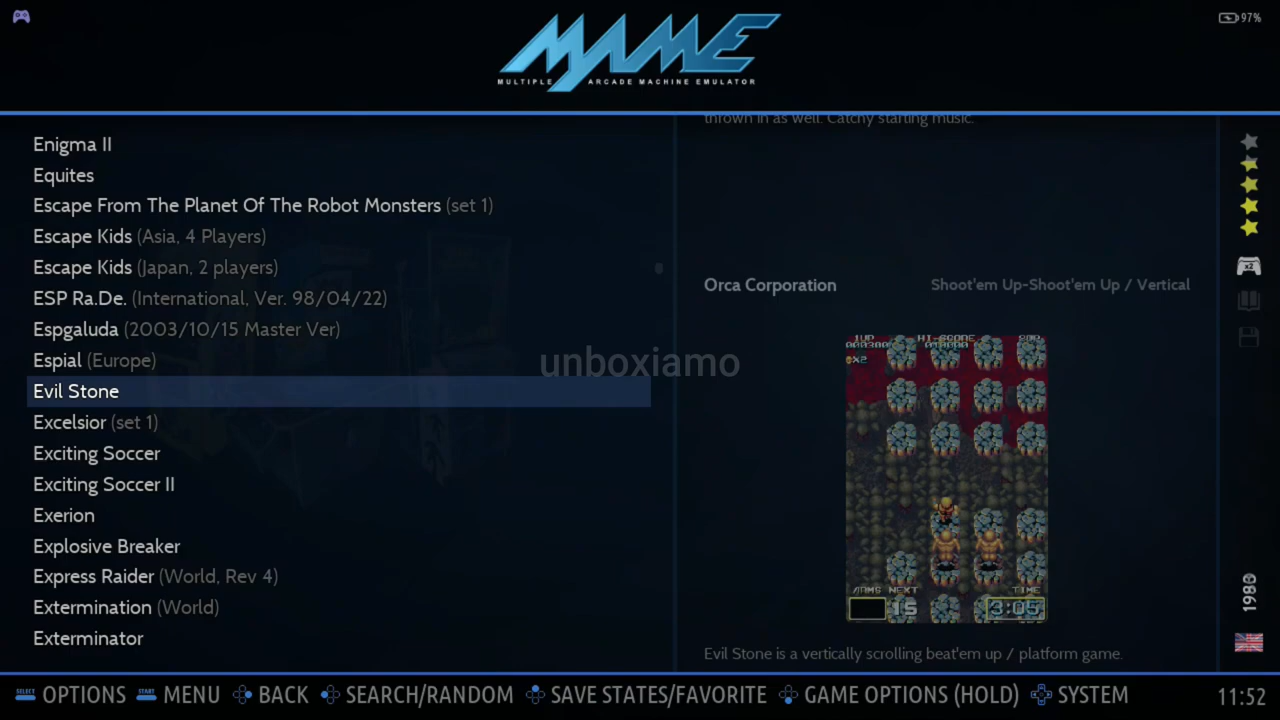 97%
MAME
MULTIPLE ARCADE MACHINE EMULATOR
Enigma II
Equites
Escape From The Planet Of The Robot Monsters (set 1)
Escape Kids (Asia, 4 Players)
Escape Kids (Japan, 2 players)
ESP Ra.De. (International, Ver. 98/04/22)
Espgaluda (2003/10/15 Master Ver)
Espial (Europe)
Evil Stone
Excelsior (set 1)
Exciting Soccer
Exciting Soccer II
Exerion
Explosive Breaker
Express Raider (World, Rev 4)
Extermination (World)
Exterminator
thrown in as well. Catchy starting music.
Orca Corporation
Shoot'em Up-Shoot'em Up / Vertical
unboxiamo
1UP HI-SCORE
X2
ARMS NEXT TIME
15 3:05
Evil Stone is a vertically scrolling beat'em up / platform game.
x2
SELECT OPTIONS START MENU BACK SEARCH/RANDOM SAVE STATES/FAVORITE GAME OPTIONS (HOLD) SYSTEM 11:52